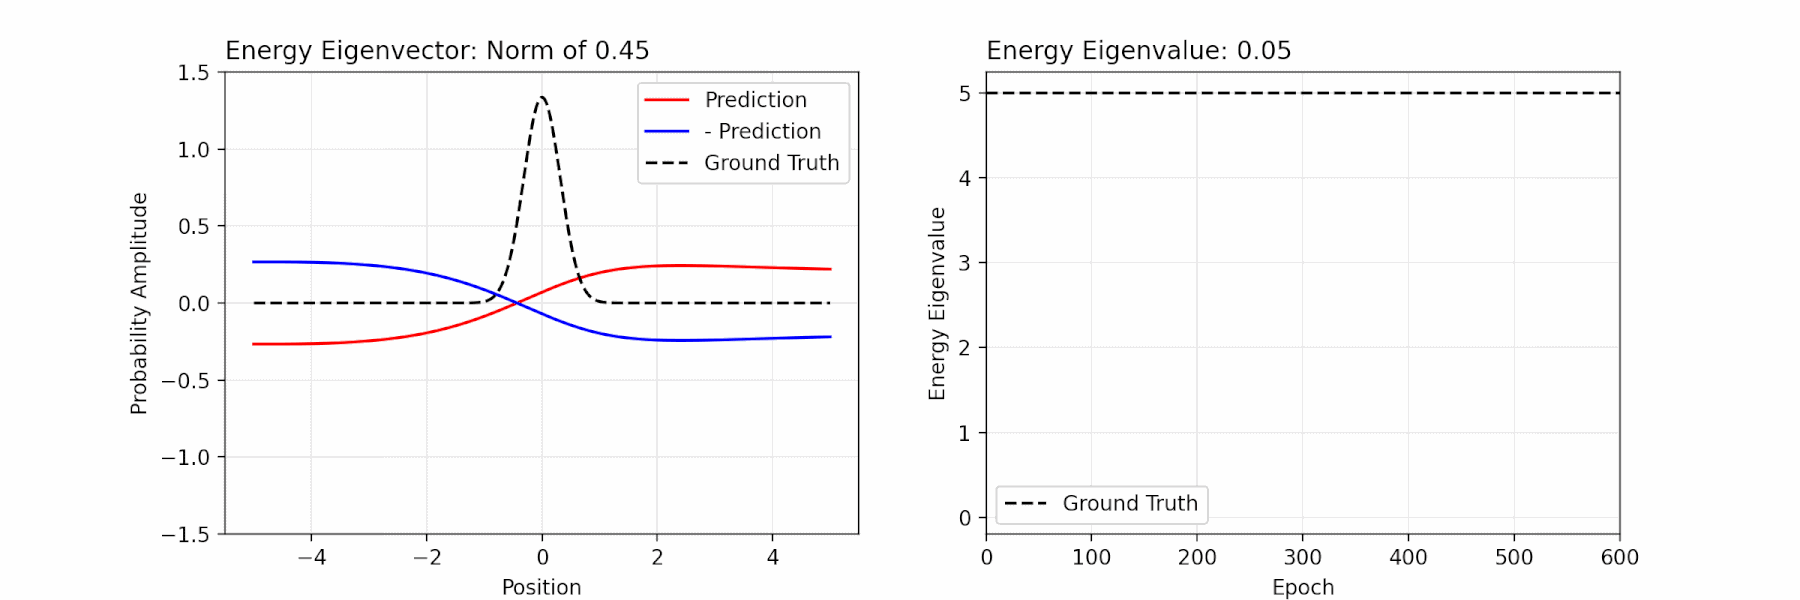 Energy Eigenvector: Norm of 0.45
1.5
1.0
0.5
0.0
−0.5
−1.0
−1.5
Probability Amplitude
Prediction
- Prediction
Ground Truth
−4
−2
0
2
4
Position
Energy Eigenvalue: 0.05
5
4
3
2
1
0
Energy Eigenvalue
Ground Truth
0
100
200
300
400
500
600
Epoch